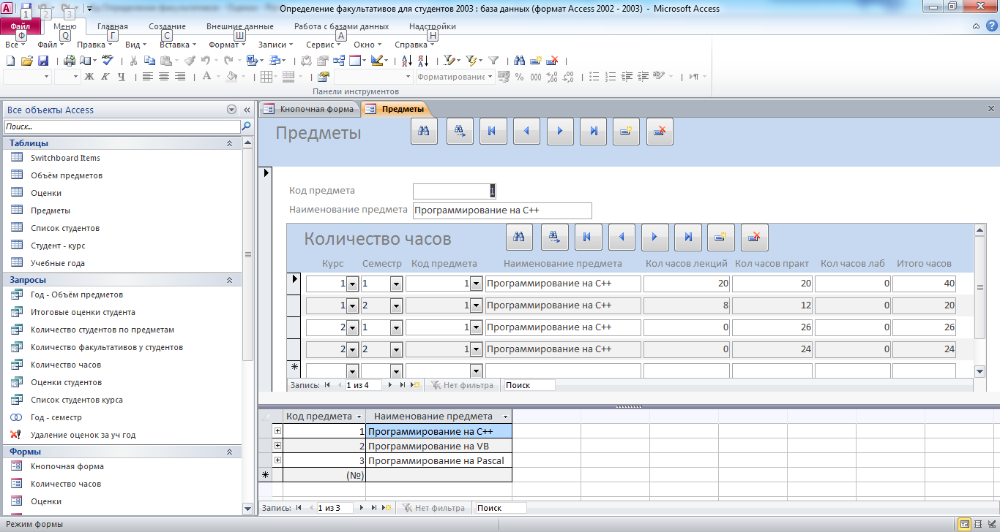 Определение факультативов для студентов 2003 : база данных (формат Access 2002 - 2003) - Microsoft Access
1 2 3
Файл Меню Главная Создание Внешние данные Работа с базами данных Надстройки
Ф Q Г С Ш А Н
Все Файл Правка Вид Вставка Формат Записи Сервис Окно Справка
Ж К Ч А Форматирование % 000
Панели инструментов
Все объекты Access
Поиск...
Таблицы
Switchboard Items
Объём предметов
Оценки
Предметы
Список студентов
Студент - курс
Учебные года
Запросы
Год - Объём предметов
Итоговые оценки студента
Количество студентов по предметам
Количество факультативов у студентов
Количество часов
Оценки студентов
Список студентов курса
Год - семестр
Удаление оценок за уч год
Формы
Кнопочная форма
Количество часов
Оценки
Кнопочная форма Предметы
Предметы
Код предмета 1
Наименование предмета Программирование на C++
Количество часов
Курс Семестр Код предмета Наименование предмета Кол часов лекций Кол часов практ Кол часов лаб Итого часов
1 1 1 Программирование на C++ 20 20 0 40
1 2 1 Программирование на C++ 8 12 0 20
2 1 1 Программирование на C++ 0 26 0 26
2 2 1 Программирование на C++ 0 24 0 24
Запись: 1 из 4 Нет фильтра Поиск
Код предмета Наименование предмета
1 Программирование на C++
2 Программирование на VB
3 Программирование на Pascal
(№)
Запись: 1 из 3 Нет фильтра Поиск
Режим формы